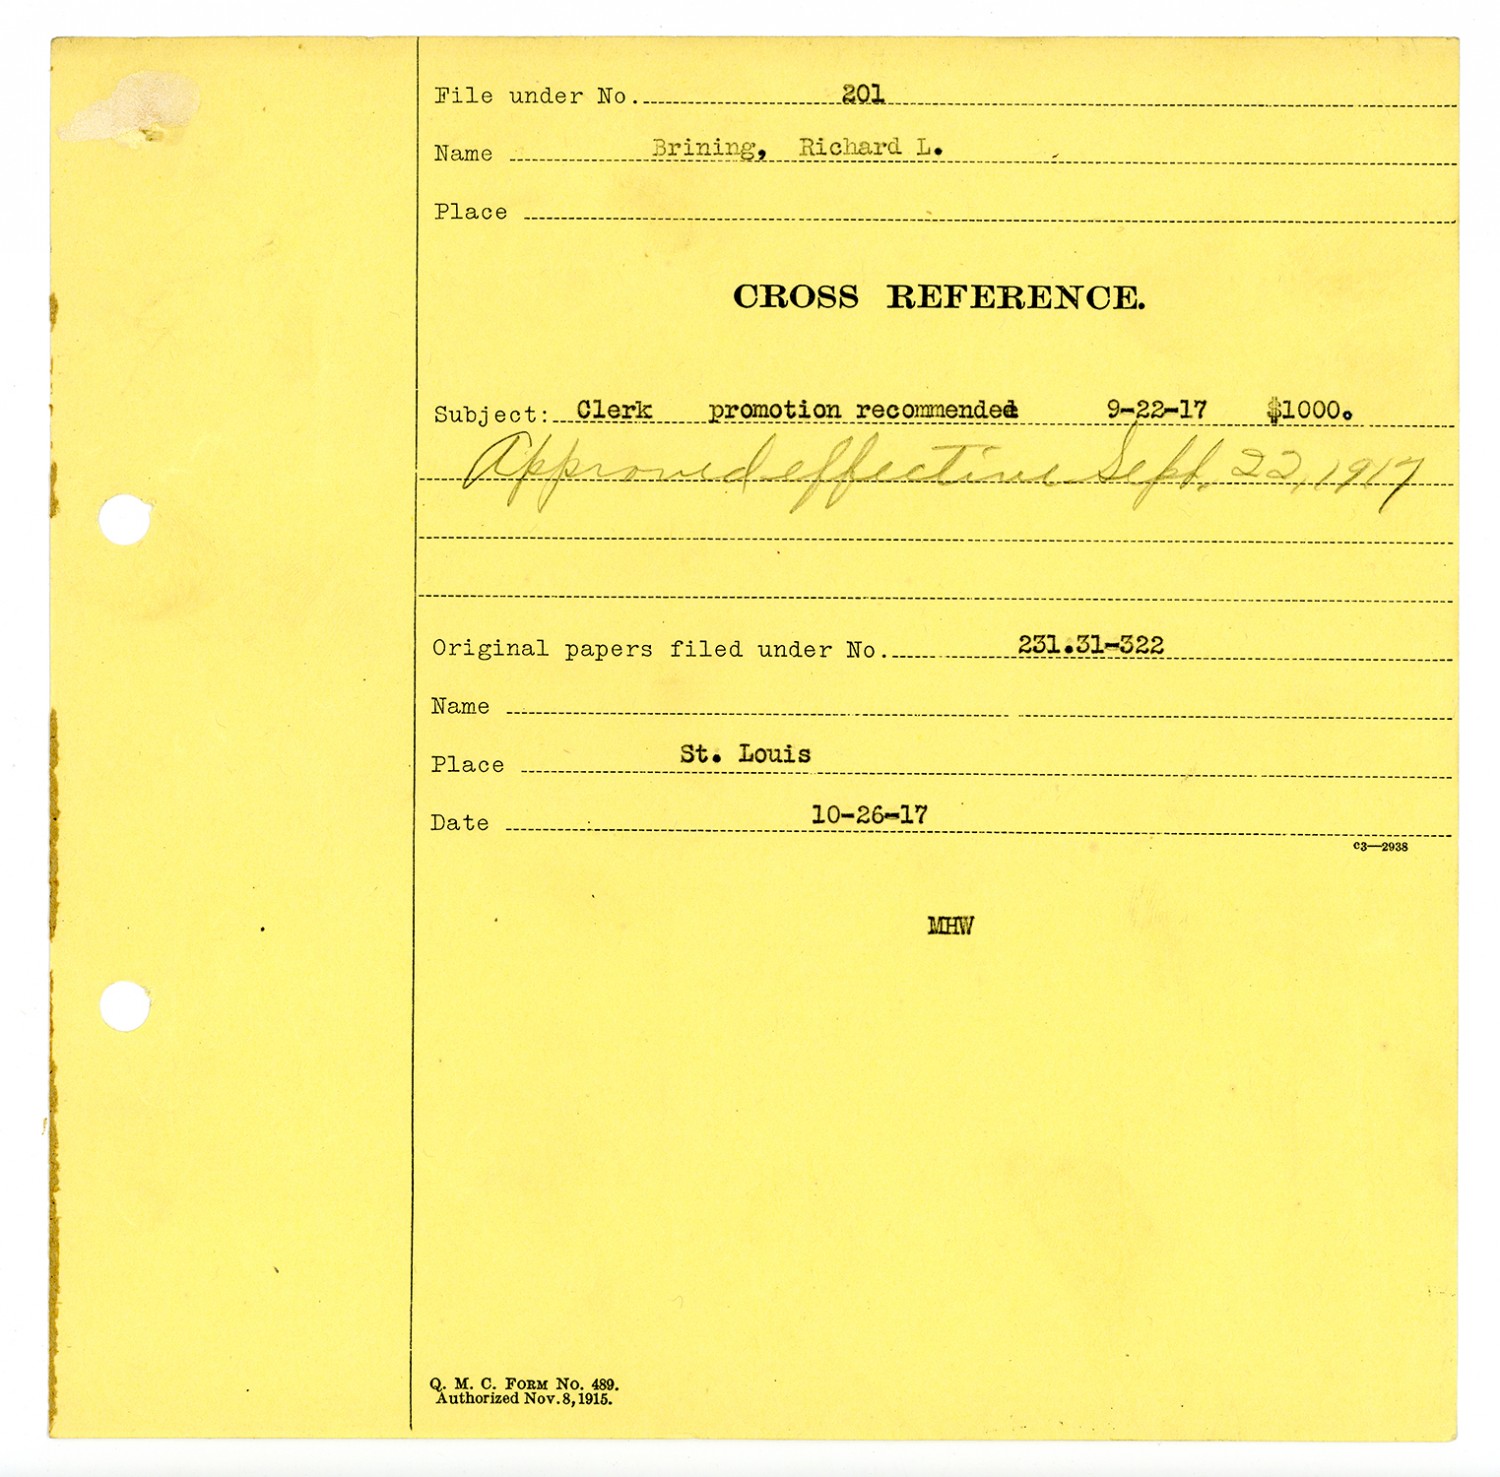 File under No. 201
Name Brining, Richard L.
Place
CROSS REFERENCE.
Subject: Clerk promotion recommended 9-22-17 $1000.
Approved effective Sept. 22, 1917
Original papers filed under No. 231.31-322
Name
Place St. Louis
Date 10-26-17
c3—2938
MHW
Q. M. C. Form No. 489.
Authorized Nov. 8, 1915.